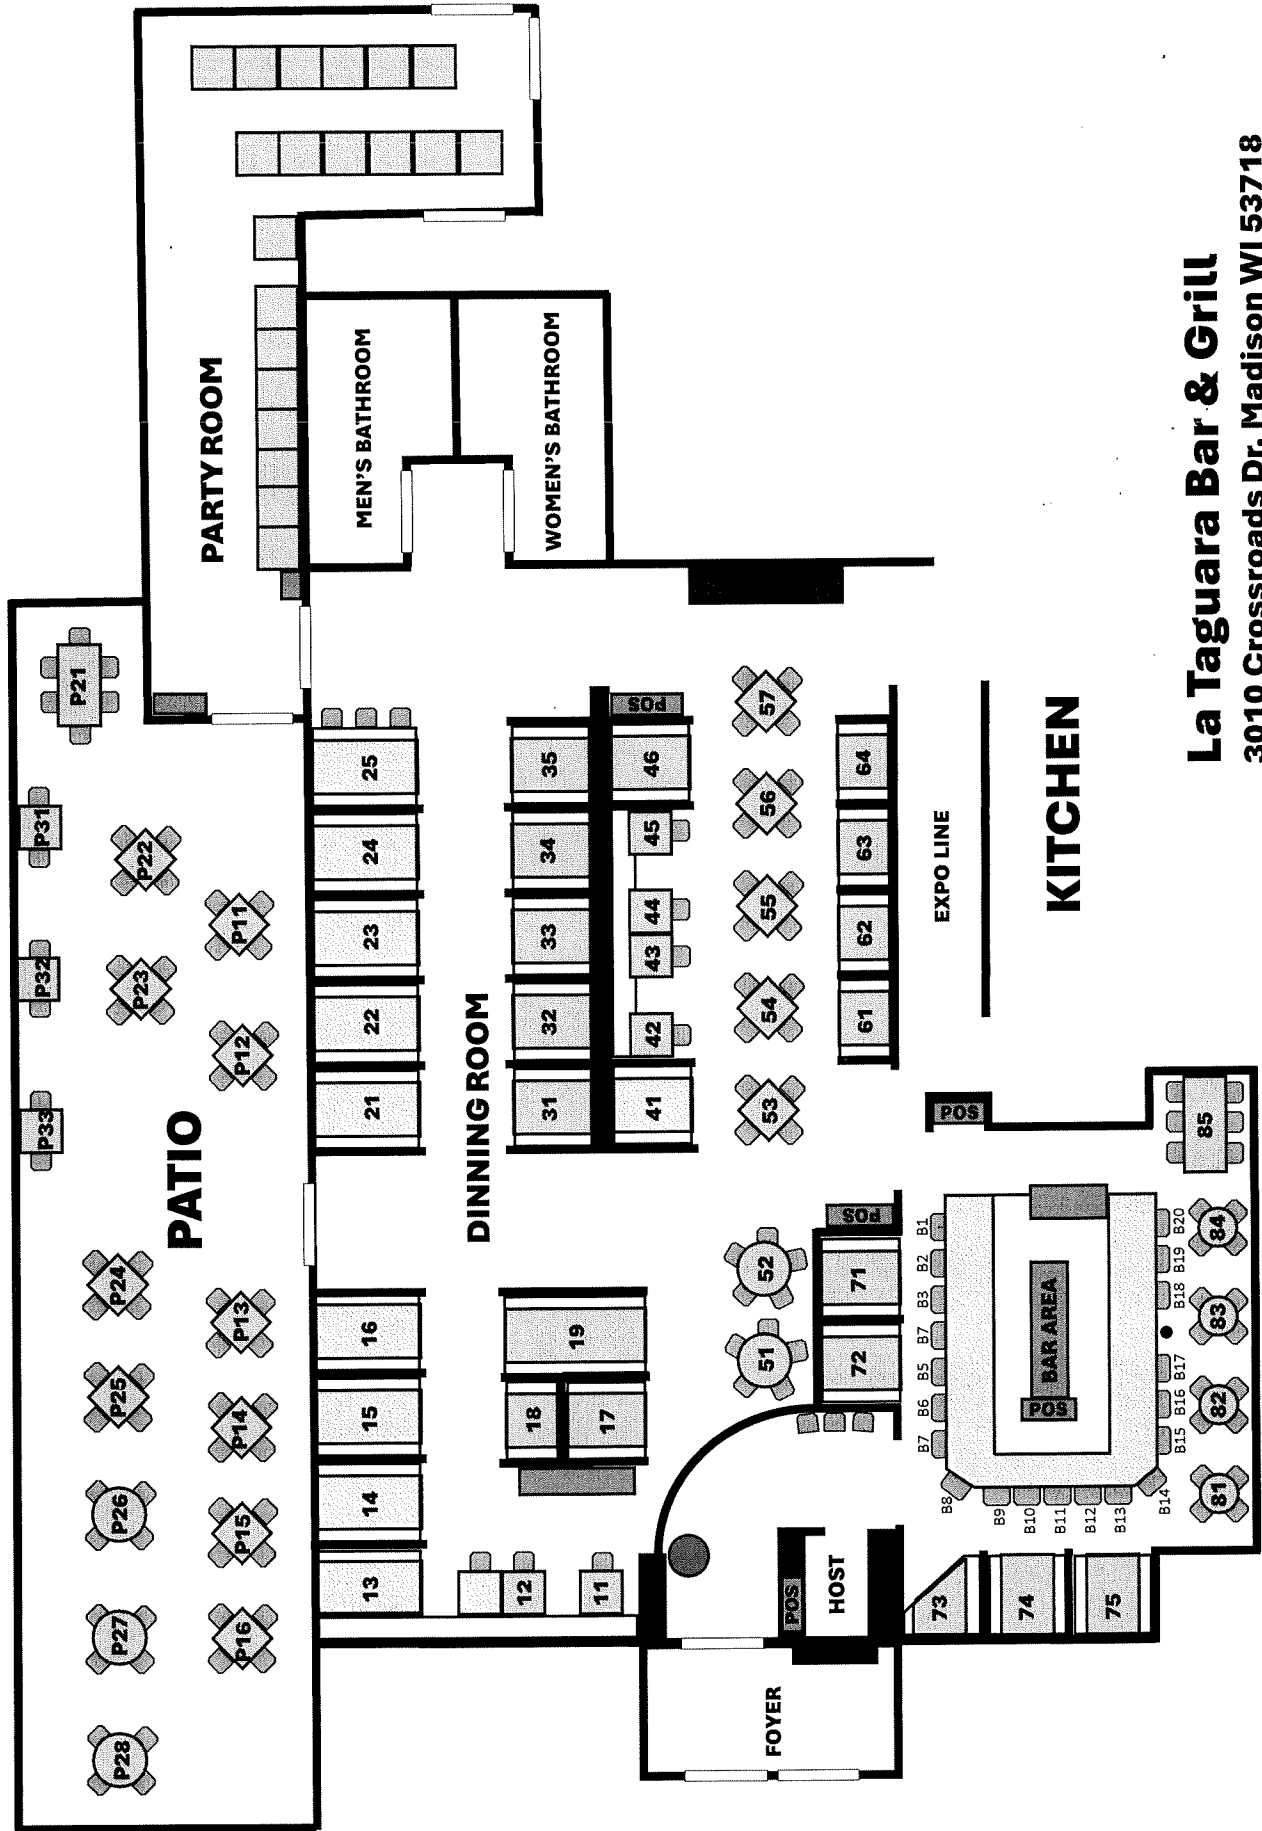 P33 P32 P31
P21
P28 P27 P26 P25 P24 P23 P22
PATIO
PARTY ROOM
P16 P15 P14 P13 P12 P11
13 14 15 16 21 22 23 24 25
MEN'S BATHROOM
DINNING ROOM
12 18 31 32 33 34 35
WOMEN'S BATHROOM
19
11 17
41 42 43 44 45 46 POS
51 52 53 54 55 56 57
FOYER
POS
HOST
72 71 POS 61 62 63 64
B7 B6 B5 B7 B3 B2 B1
POS
EXPO LINE
73
B8
B9
B10
B11
B12
B13
74
POS
BAR AREA
KITCHEN
75
B14 B15 B16 B17 B18 B19 B20
81 82 83 84 85
La Taguara Bar & Grill
3010 Crossroads Dr. Madison WI 53718